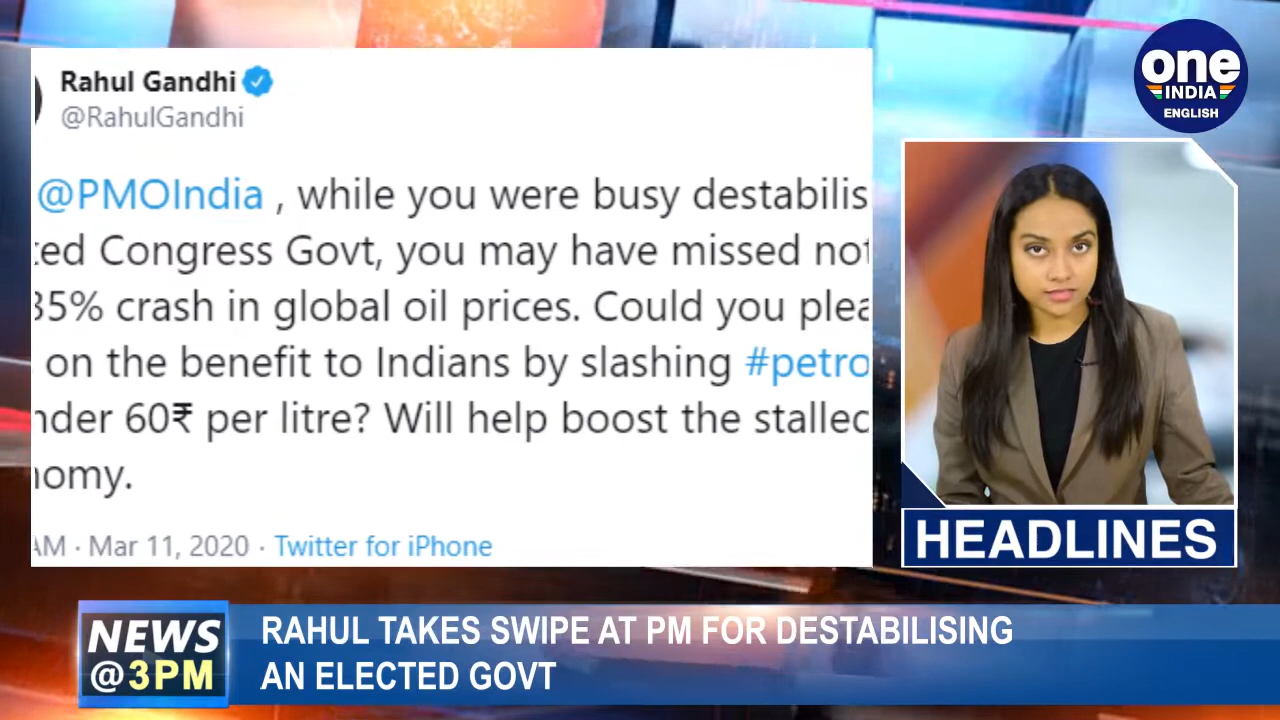 Rahul Gandhi
@RahulGandhi
@PMOIndia , while you were busy destabilis
ted Congress Govt, you may have missed not
35% crash in global oil prices. Could you plea
on the benefit to Indians by slashing #petro
nder 60₹ per litre? Will help boost the stalled
nomy.
AM · Mar 11, 2020 · Twitter for iPhone
one
INDIA
ENGLISH
HEADLINES
NEWS
@3PM
RAHUL TAKES SWIPE AT PM FOR DESTABILISING
AN ELECTED GOVT